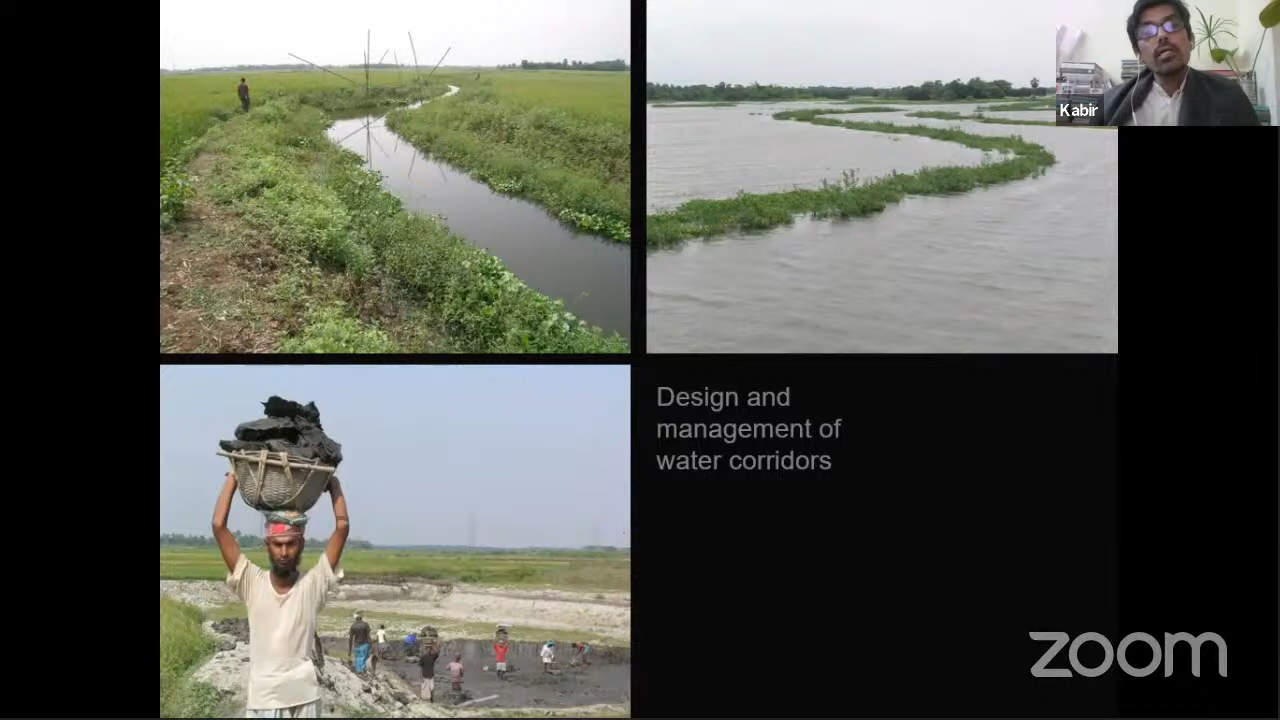 Kabir
Design and
management of
water corridors
zoom